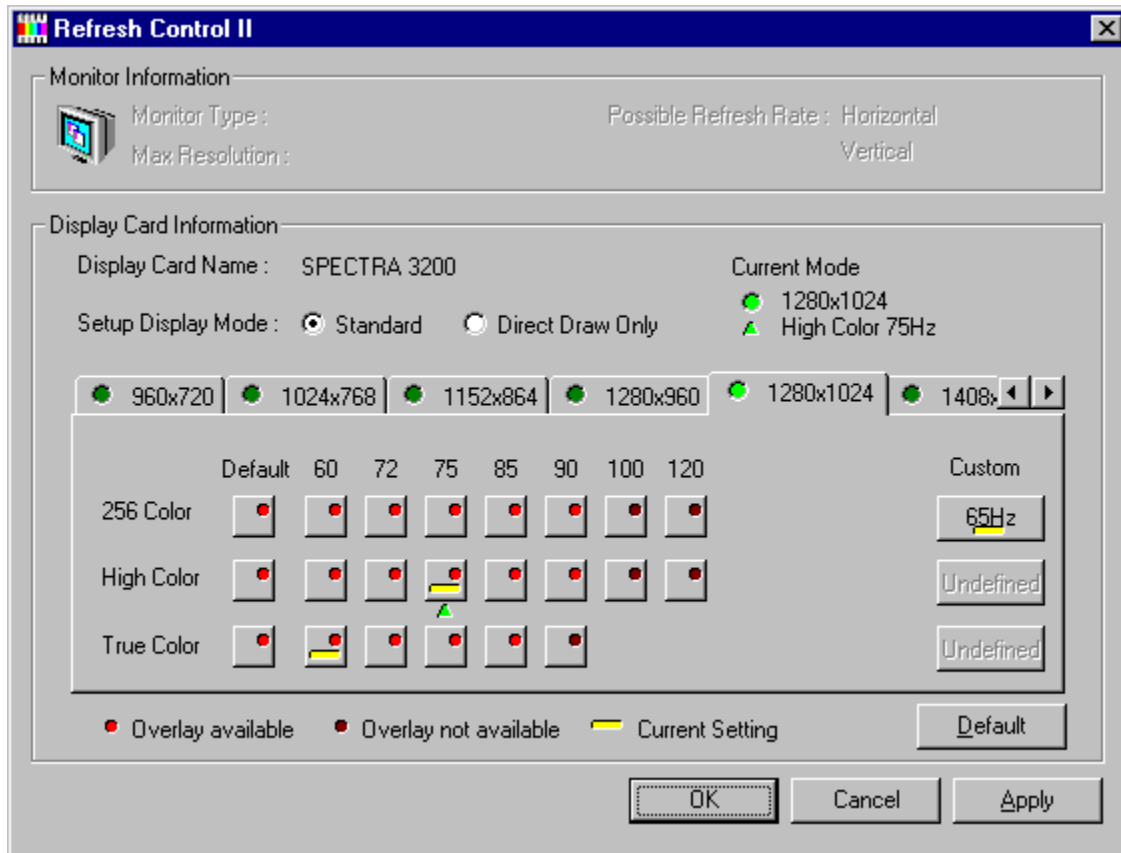 Refresh Control II
Monitor Information
Monitor Type : Possible Refresh Rate : Horizontal
Max Resolution : Vertical
Display Card Information
Display Card Name : SPECTRA 3200 Current Mode
1280x1024
Setup Display Mode : Standard Direct Draw Only High Color 75Hz
960x720 1024x768 1152x864 1280x960 1280x1024 1408x
Default 60 72 75 85 90 100 120 Custom
256 Color 65Hz
High Color Undefined
True Color Undefined
Overlay available Overlay not available Current Setting Default
OK Cancel Apply